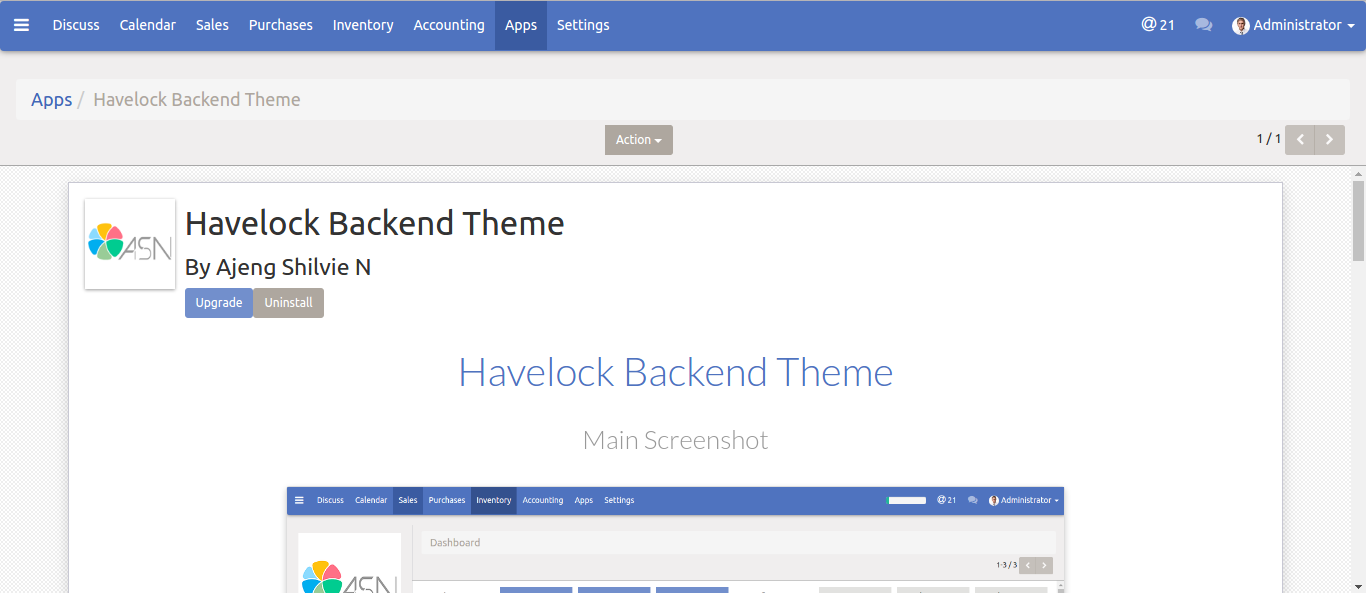 Discuss Calendar Sales Purchases Inventory Accounting Apps Settings @ 21 Administrator
Apps / Havelock Backend Theme
Action
1 / 1
ASN
Havelock Backend Theme
By Ajeng Shilvie N
Upgrade Uninstall
Havelock Backend Theme
Main Screenshot
Discuss Calendar Sales Purchases Inventory Accounting Apps Settings @ 21 Administrator
Dashboard
1-3 / 3
ASN